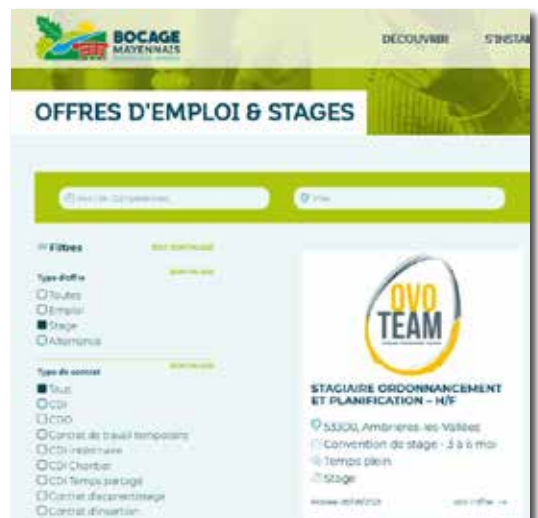 BOCAGE
MAYENNAIS
DÉCOUVRIR
OFFRES D'EMPLOI & STAGES
Ville
Filtres
Type d'offre
Toutes
Emploi
Stage
Alternance
Type de contrat
Tous
CDI
CDD
Contrat de travail temporaire
CDI intérimaire
CDI Chantier
CDI Temps partagé
Contrat d'apprentissage
Contrat d'insertion
OVO
TEAM
STAGIAIRE ORDONNANCEMENT
ET PLANIFICATION - H/F
53300, Ambrières-les-Vallées
Convention de stage - 3 à 6 moi
Temps plein
Stage